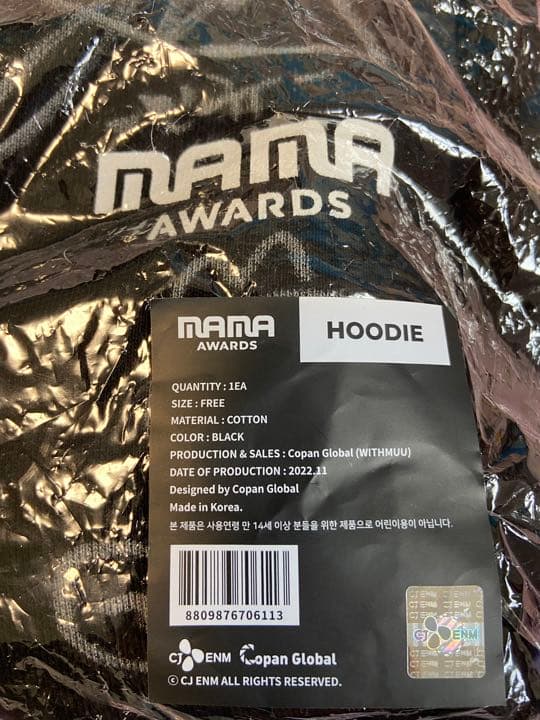 MAMA
AWARDS
MAMA
AWARDS
HOODIE
QUANTITY : 1EA
SIZE : FREE
MATERIAL : COTTON
COLOR : BLACK
PRODUCTION & SALES : Copan Global (WITHMUU)
DATE OF PRODUCTION : 2022.11
Designed by Copan Global
Made in Korea.
본 제품은 사용연령 만 14세 이상 분들을 위한 제품으로 어린이용이 아닙니다.
8809876706113
CJ ENM Copan Global
© CJ ENM ALL RIGHTS RESERVED.
CJ ENM